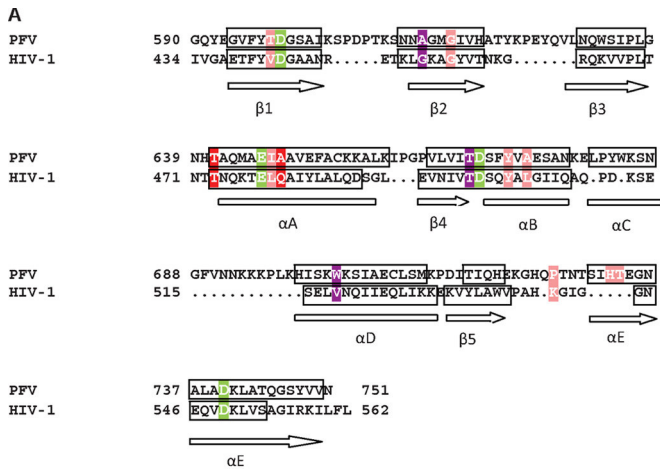 A
PFV 590 GQYEGVFYTDGSAIKSPDPTKSNNAGMGIVHATYKPEYQVLNQWSIPLG
HIV-1 434 IVGAETFYVDGAANR.....ETKLGKAGYVTNKG......RQKVVPLT
β1 β2 β3
PFV 639 NHTAQMAEIAAVEFACKKALKIPGPVLVITDSFYVAESANKELPYWKSN
HIV-1 471 NTTNQKTELQAIYLALQDSGL...EVNIVTDSQYALGIIQAQ.PD.KSE
αA β4 αB αC
PFV 688 GFVNNKKKPLKHISKWKSIAECLSMKPDITIQHEKGHQPTNTSIHTEGN
HIV-1 515 ............SELVNQIIEQLIKKEKVYLAWVPAH.KGIG.....GN
αD β5 αE
PFV 737 ALADKLATQGSYVVN 751
HIV-1 546 EQVDKLVSAGIRKILFL 562
αE